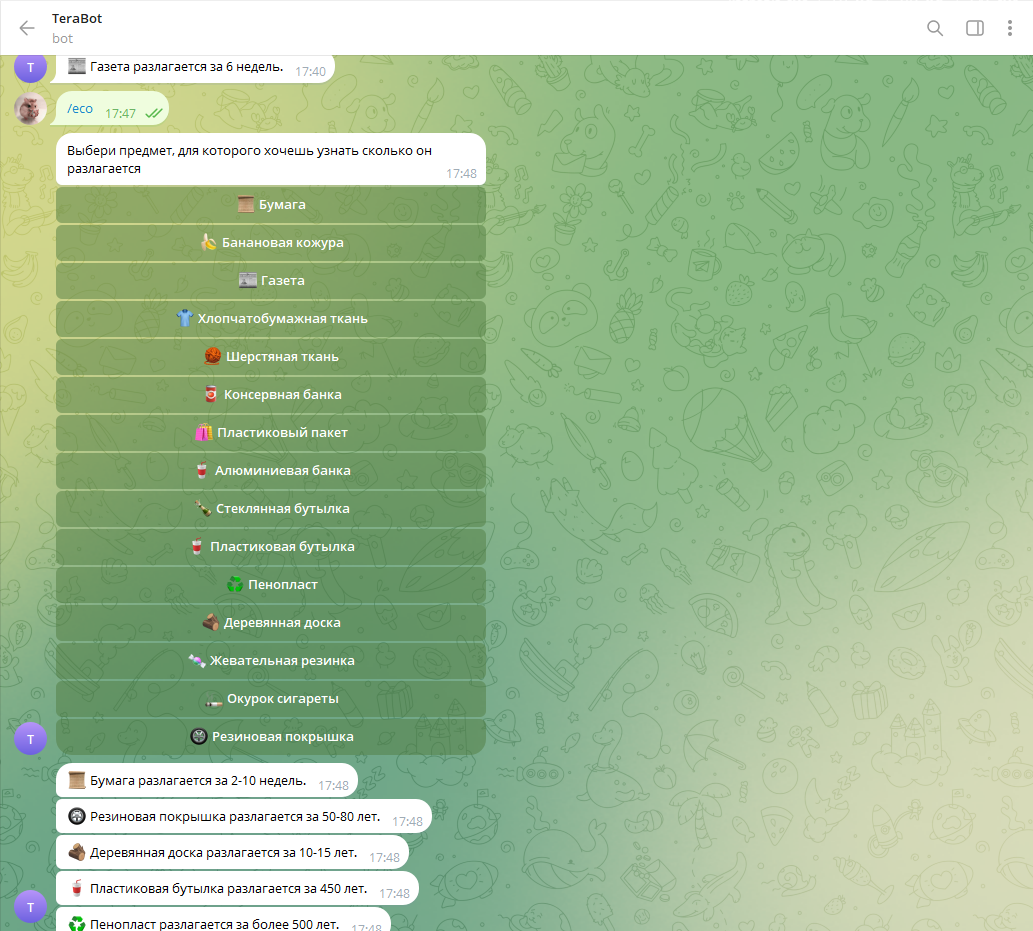 TeraBot
bot
Газета разлагается за 6 недель. 17:40
T
/eco 17:47
Выбери предмет, для которого хочешь узнать сколько он
разлагается 17:48
Бумага
Банановая кожура
Газета
Хлопчатобумажная ткань
Шерстяная ткань
Консервная банка
Пластиковый пакет
Алюминиевая банка
Стеклянная бутылка
Пластиковая бутылка
Пенопласт
Деревянная доска
Жевательная резинка
Окурок сигареты
Резиновая покрышка
T
Бумага разлагается за 2-10 недель. 17:48
Резиновая покрышка разлагается за 50-80 лет. 17:48
Деревянная доска разлагается за 10-15 лет. 17:48
Пластиковая бутылка разлагается за 450 лет. 17:48
T
Пенопласт разлагается за более 500 лет. 17:48